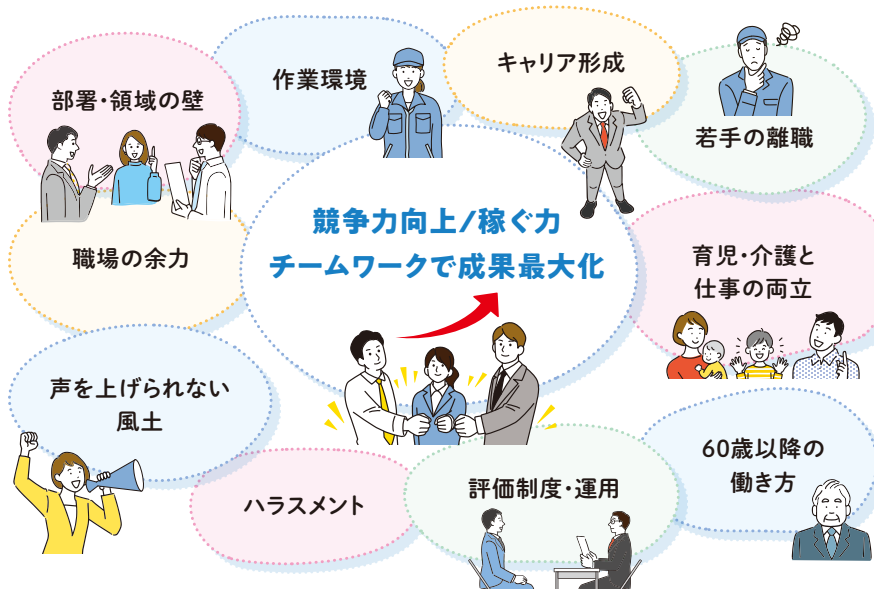 部署・領域の壁
作業環境
キャリア形成
若手の離職
競争力向上/稼ぐ力
チームワークで成果最大化
職場の余力
育児・介護と
仕事の両立
声を上げられない
風土
ハラスメント
評価制度・運用
60歳以降の
働き方